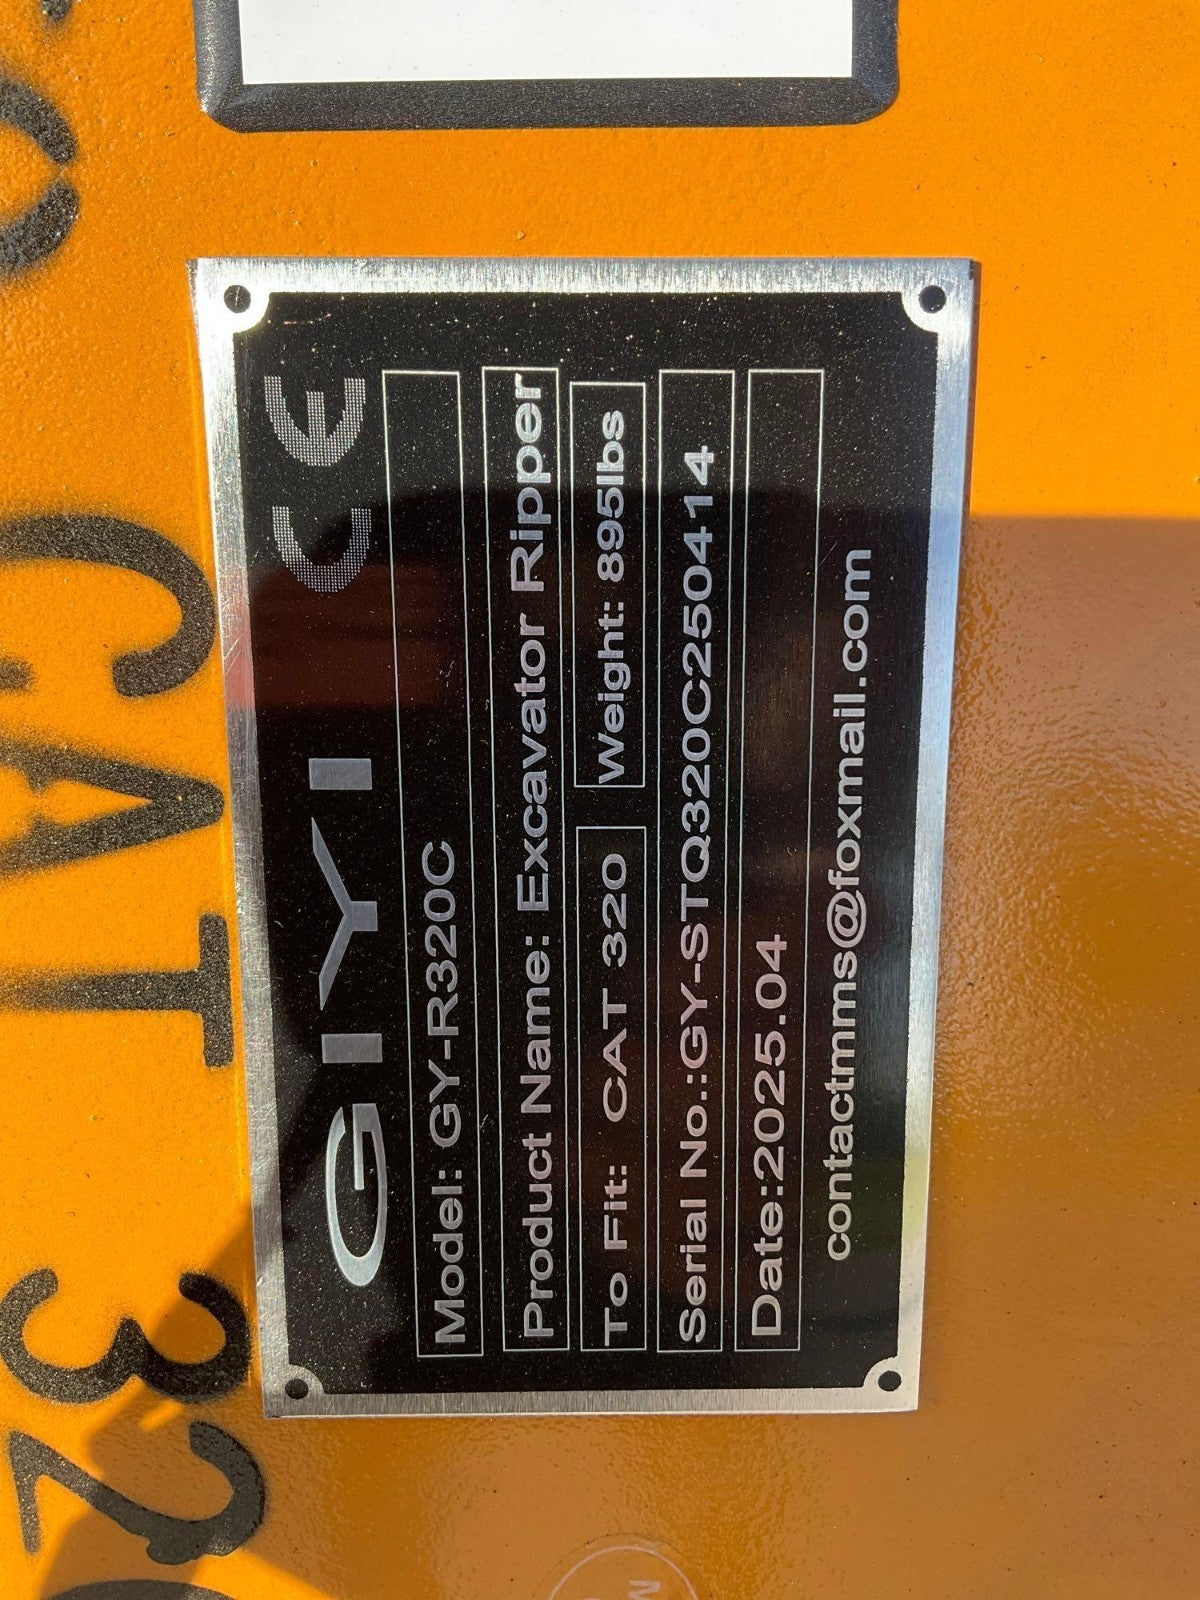 GIYI CE
Model: GY-R320C
Product Name: Excavator Ripper
To Fit: CAT 320 Weight: 895lbs
Serial No.:GY-STQ320C250414
Date:2025.04
contactmms@foxmail.com
CAT 320